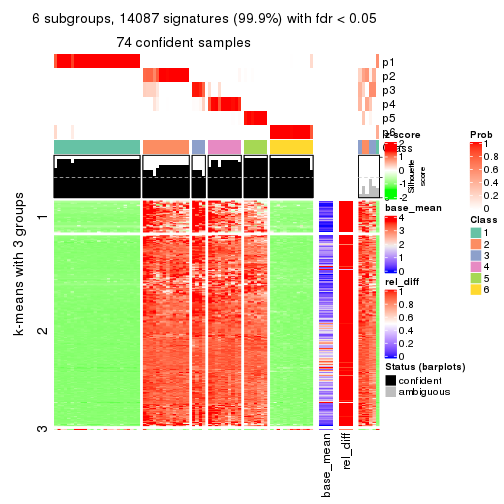 6 subgroups, 14087 signatures (99.9%) with fdr < 0.05
74 confident samples
p1
p2
p3
p4
p5
p6
Class
Silhouette
score
k-means with 3 groups
1
2
3
base_mean
rel_diff
z-score
2
1
0
-1
-2
base_mean
4
3
2
1
0
rel_diff
1
0.8
0.6
0.4
0.2
0
Status (barplots)
confident
ambiguous
Prob
1
0.8
0.6
0.4
0.2
0
Class
1
2
3
4
5
6